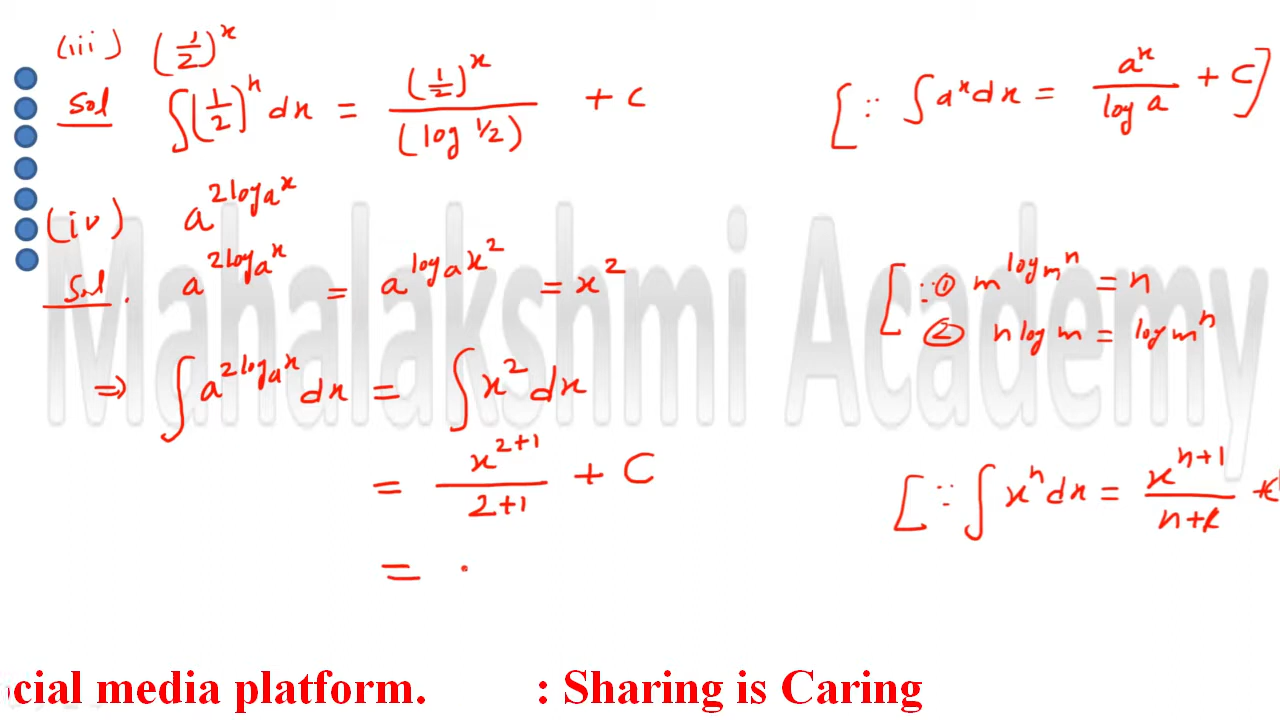 (iii) (1/2)^x
Sol ∫(1/2)^x dx = (1/2)^x / (log 1/2) + c [∵ ∫a^x dx = a^x / log a + C]
(iv) a^{2log_a x}
Sol. a^{2log_a x} = a^{log_a x^2} = x^2 [∵ ① m^{log_m n} = n
② n log m = log m^n
⇒ ∫a^{2log_a x} dx = ∫x^2 dx
= x^{2+1} / 2+1 + C [∵ ∫x^n dx = x^{n+1} / n+1
=
Mahalakshmi Academy
ocial media platform. : Sharing is Caring